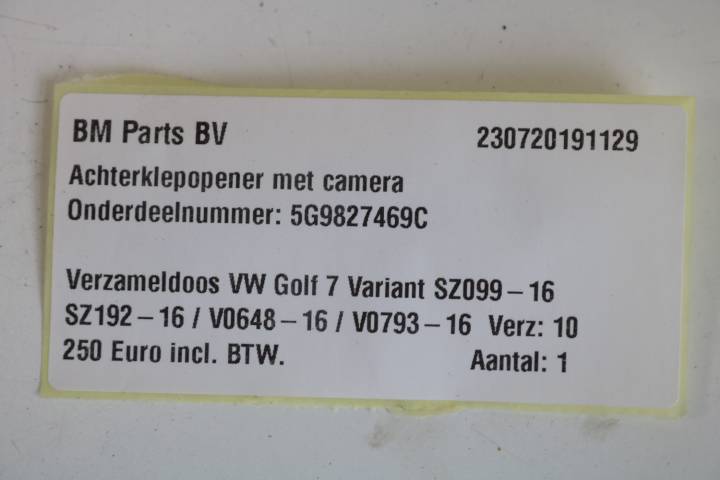 BM Parts BV 230720191129
Achterklepopener met camera
Onderdeelnummer: 5G9827469C
Verzameldoos VW Golf 7 Variant SZ099-16
SZ192-16 / V0648-16 / V0793-16 Verz: 10
250 Euro incl. BTW. Aantal: 1